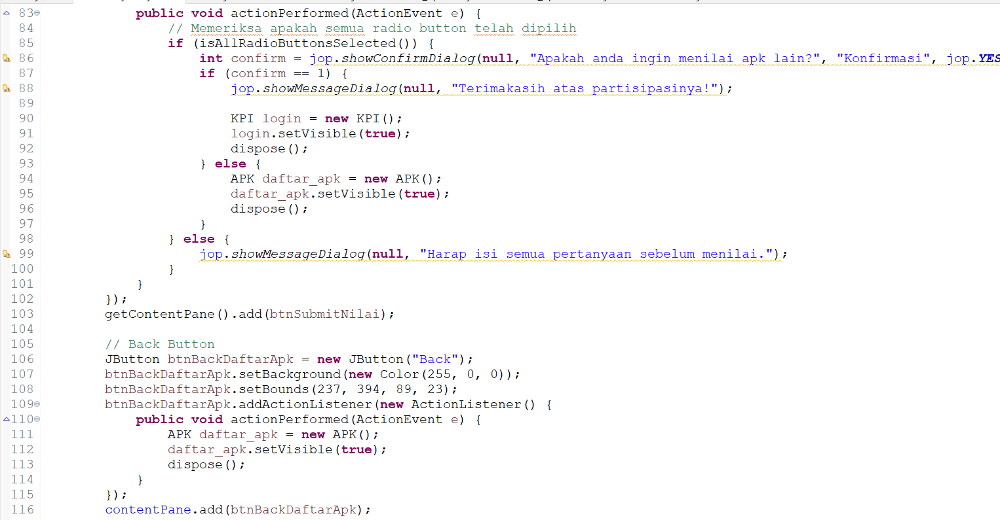 83 public void actionPerformed(ActionEvent e) {
84 // Memeriksa apakah semua radio button telah dipilih
85 if (isAllRadioButtonsSelected()) {
86 int confirm = jop.showConfirmDialog(null, "Apakah anda ingin menilai apk lain?", "Konfirmasi", jop.YES
87 if (confirm == 1) {
88 jop.showMessageDialog(null, "Terimakasih atas partisipasinya!");
89
90 KPI login = new KPI();
91 login.setVisible(true);
92 dispose();
93 } else {
94 APK daftar_apk = new APK();
95 daftar_apk.setVisible(true);
96 dispose();
97 }
98 } else {
99 jop.showMessageDialog(null, "Harap isi semua pertanyaan sebelum menilai.");
100 }
101 }
102 });
103 getContentPane().add(btnSubmitNilai);
104
105 // Back Button
106 JButton btnBackDaftarApk = new JButton("Back");
107 btnBackDaftarApk.setBackground(new Color(255, 0, 0));
108 btnBackDaftarApk.setBounds(237, 394, 89, 23);
109 btnBackDaftarApk.addActionListener(new ActionListener() {
110 public void actionPerformed(ActionEvent e) {
111 APK daftar_apk = new APK();
112 daftar_apk.setVisible(true);
113 dispose();
114 }
115 });
116 contentPane.add(btnBackDaftarApk);